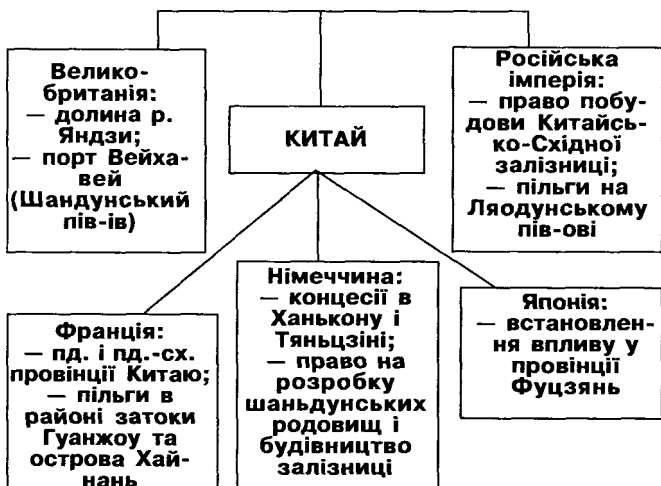 Велико-
британія:
— долина р.
Яндзи;
— порт Вейха-
вей
(Шандунський
пів-ів)
КИТАЙ
Російська
імперія:
— право побу-
дови Китайсь-
ко-Східної
залізниці;
— пільги на
Ляодунському
пів-ові
Франція:
— пд. і пд.-сх.
провінції Китаю;
— пільги в
районі затоки
Гуанжоу та
острова Хай-
нань
Німеччина:
— концесії в
Ханькону і
Тяньцзіні;
— право на
розробку
шаньдунських
родовищ і
будівництво
залізниці
Японія:
— встановлен-
ня впливу у
провінції
Фуцзянь